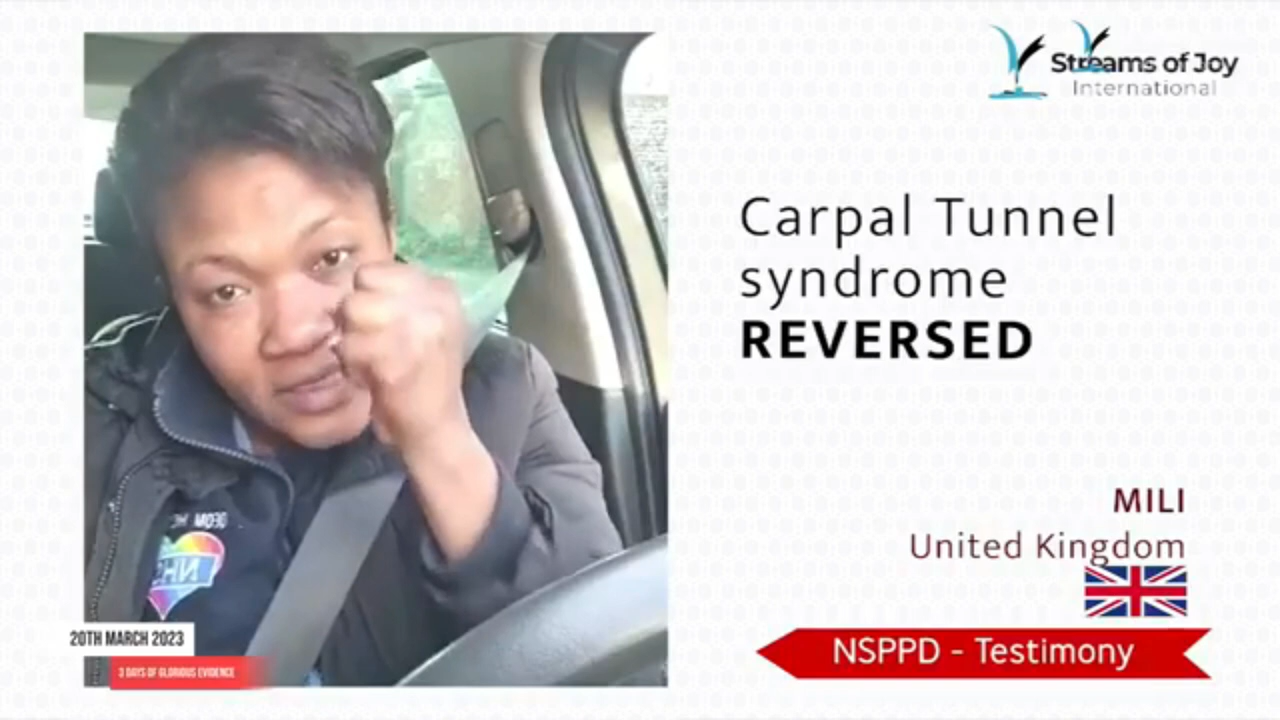 Streams of Joy
International
Carpal Tunnel
syndrome
REVERSED
MILI
United Kingdom
NSPPD - Testimony
20TH MARCH 2023
3 DAYS OF GLORIOUS EVIDENCE
NHS